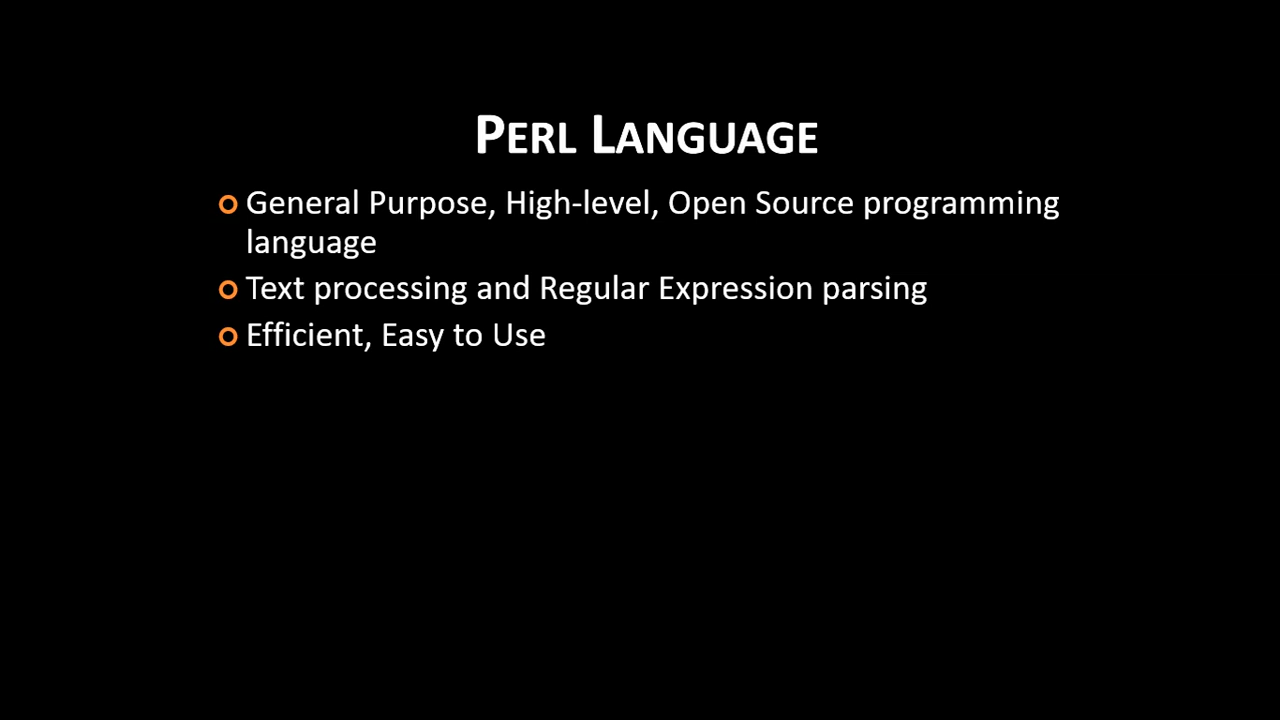 PERL LANGUAGE
General Purpose, High-level, Open Source programming
language
Text processing and Regular Expression parsing
Efficient, Easy to Use